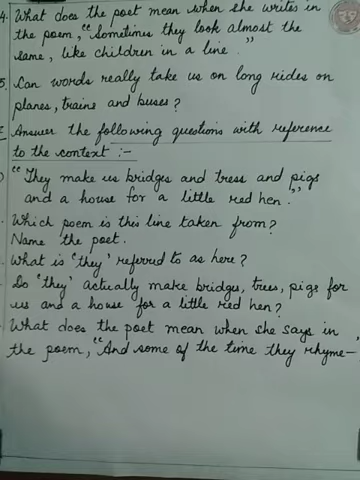 4. What does the poet mean when she writes in
the poem, "Sometimes they look almost the
same, like children in a line."
5. Can words really take us on long rides on
planes, trains and buses?
Answer the following questions with reference
to the context :-
"They make us bridges and tress and pigs
and a house for a little red hen."
Which poem is this line taken from?
Name the poet.
What is 'they' referred to as here?
Do 'they' actually make bridges, trees, pigs for
us and a house for a little red hen?
What does the poet mean when she says in
the poem, "And some of the time they rhyme-